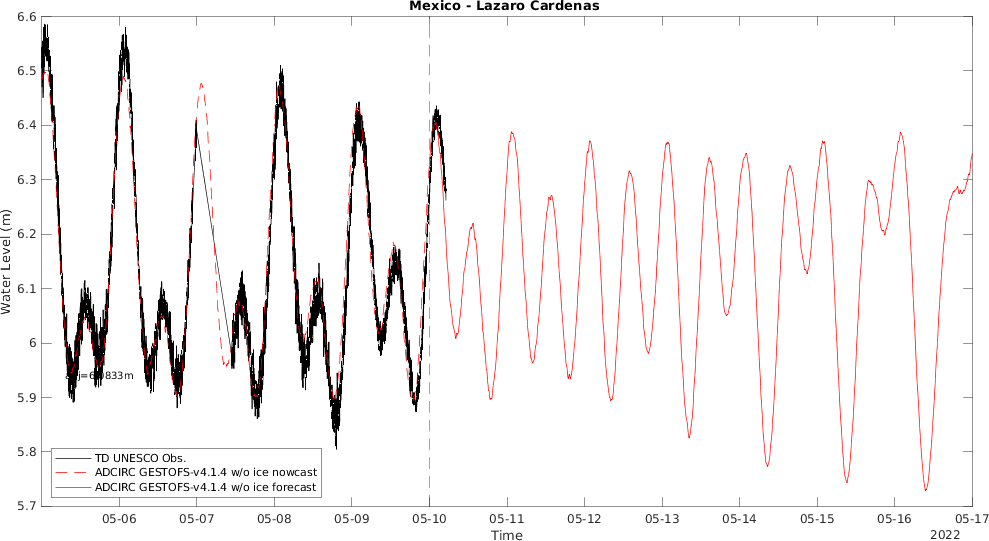 Mexico - Lazaro Cardenas
6.6
6.5
6.4
6.3
6.2
6.1
6
5.9
5.8
5.7
Water Level (m)
TD UNESCO Obs.
ADCIRC GESTOFS-v4.1.4 w/o ice nowcast
ADCIRC GESTOFS-v4.1.4 w/o ice forecast
05-06 05-07 05-08 05-09 05-10 05-11 05-12 05-13 05-14 05-15 05-16 05-17
Time
2022